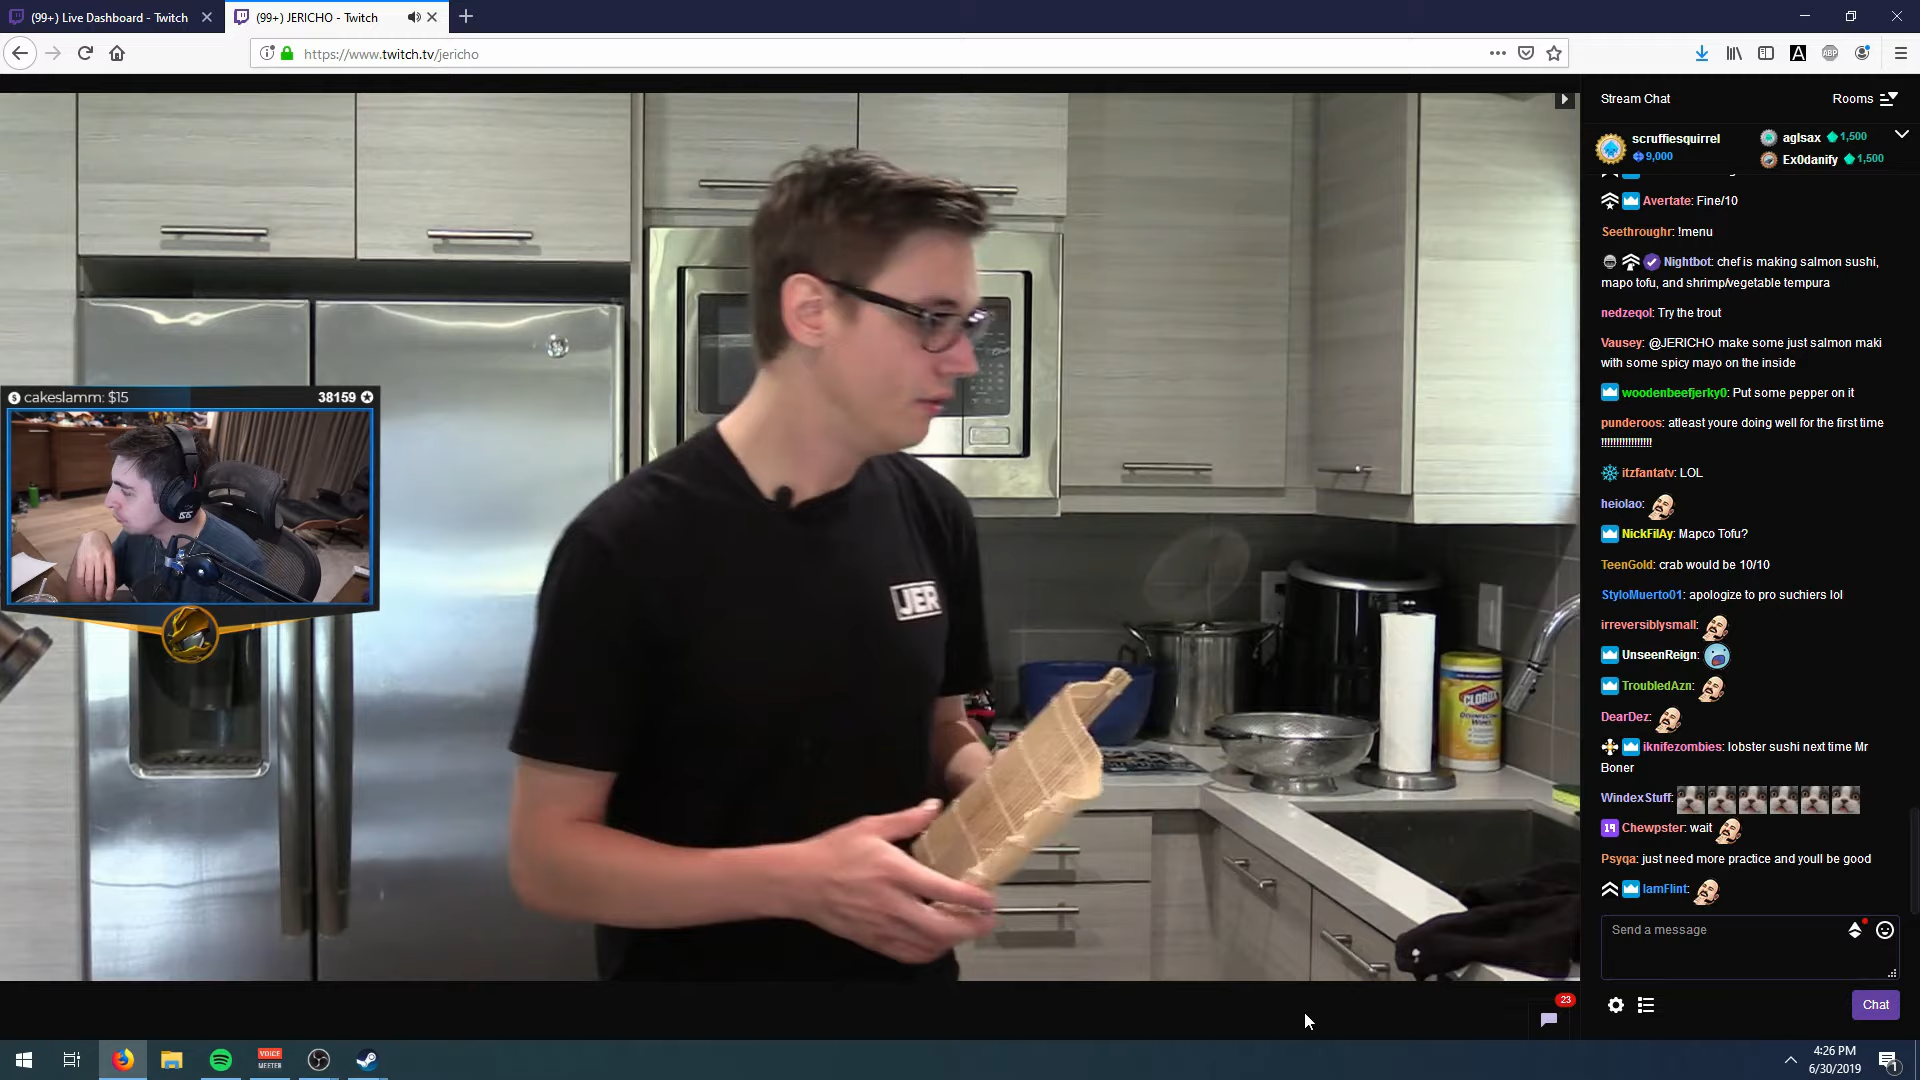 (99+) Live Dashboard - Twitch
(99+) JERICHO - Twitch
https://www.twitch.tv/jericho
ABP
Stream Chat
Rooms
scruffiesquirrel
9,000
aglsax 1,500
Ex0danify 1,500
Avertate: Fine/10
Seethroughr: !menu
Nightbot: chef is making salmon sushi,
mapo tofu, and shrimp/vegetable tempura
nedzeqol: Try the trout
Vausey: @JERICHO make some just salmon maki
with some spicy mayo on the inside
woodenbeefjerky0: Put some pepper on it
punderoos: atleast youre doing well for the first time
!!!!!!!!!!!!!!!!!
itzfantatv: LOL
heiolao:
NickFilAy: Mapco Tofu?
TeenGold: crab would be 10/10
StyloMuerto01: apologize to pro suchiers lol
irreversiblysmall:
UnseenReign:
TroubledAzn:
DearDez:
iknifezombies: lobster sushi next time Mr
Boner
WindexStuff:
19 Chewpster: wait
Psyqa: just need more practice and youll be good
IamFlint:
Send a message
Chat
23
cakeslamm: $15
38159
JER
CLOROX
VOICE
MEETER
4:26 PM
6/30/2019
1